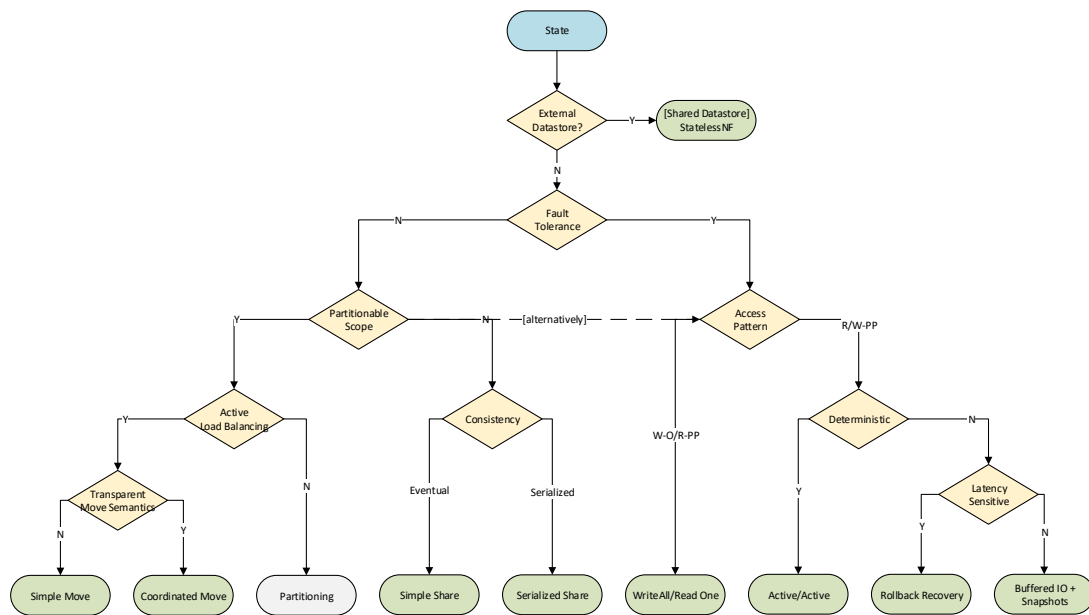 State
External
Datastore?
Y
[Shared Datastore]
StatelessNF
N
Fault
Tolerance
N
Y
Partitionable
Scope
Y
N
[alternatively]
Access
Pattern
R/W-PP
Active
Load Balancing
Y
N
Consistency
Eventual
Serialized
W-O/R-PP
Deterministic
Y
N
Transparent
Move Semantics
N
Y
Latency
Sensitive
Y
N
Simple Move
Coordinated Move
Partitioning
Simple Share
Serialized Share
WriteAll/Read One
Active/Active
Rollback Recovery
Buffered IO +
Snapshots